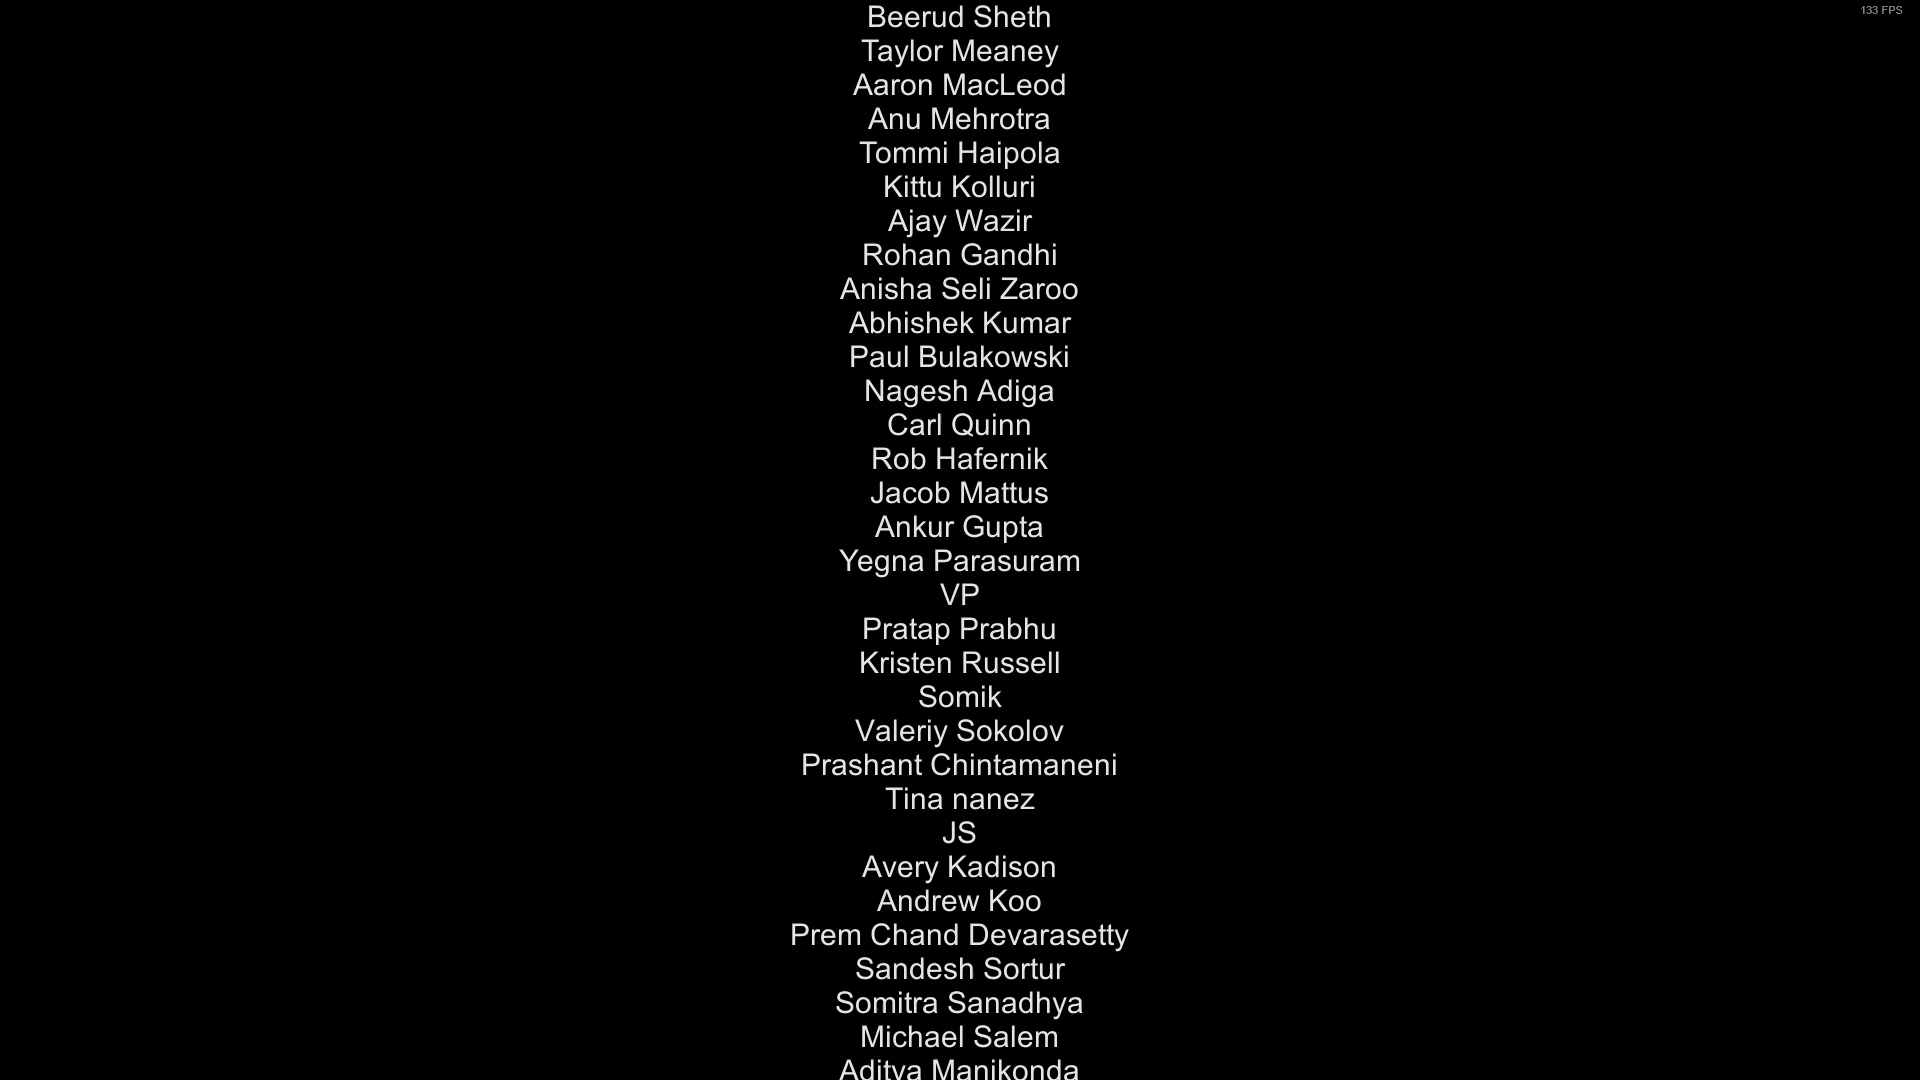 133 FPS
Beerud Sheth
Taylor Meaney
Aaron MacLeod
Anu Mehrotra
Tommi Haipola
Kittu Kolluri
Ajay Wazir
Rohan Gandhi
Anisha Seli Zaroo
Abhishek Kumar
Paul Bulakowski
Nagesh Adiga
Carl Quinn
Rob Hafernik
Jacob Mattus
Ankur Gupta
Yegna Parasuram
VP
Pratap Prabhu
Kristen Russell
Somik
Valeriy Sokolov
Prashant Chintamaneni
Tina nanez
JS
Avery Kadison
Andrew Koo
Prem Chand Devarasetty
Sandesh Sortur
Somitra Sanadhya
Michael Salem
Aditya Manikonda